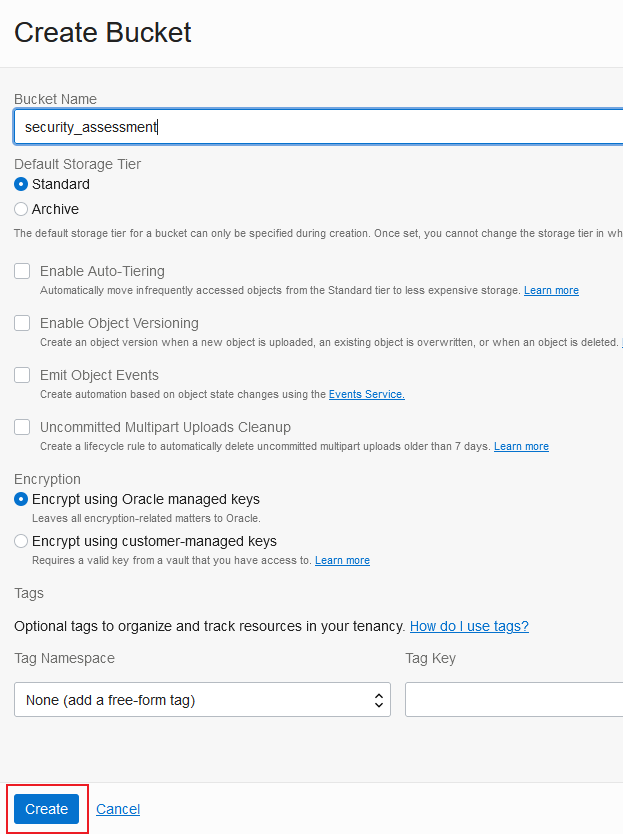 Create Bucket
Bucket Name
security_assessment
Default Storage Tier
Standard
Archive
The default storage tier for a bucket can only be specified during creation. Once set, you cannot change the storage tier in wh
Enable Auto-Tiering
Automatically move infrequently accessed objects from the Standard tier to less expensive storage. Learn more
Enable Object Versioning
Create an object version when a new object is uploaded, an existing object is overwritten, or when an object is deleted.
Emit Object Events
Create automation based on object state changes using the Events Service.
Uncommitted Multipart Uploads Cleanup
Create a lifecycle rule to automatically delete uncommitted multipart uploads older than 7 days. Learn more
Encryption
Encrypt using Oracle managed keys
Leaves all encryption-related matters to Oracle.
Encrypt using customer-managed keys
Requires a valid key from a vault that you have access to. Learn more
Tags
Optional tags to organize and track resources in your tenancy. How do I use tags?
Tag Namespace Tag Key
None (add a free-form tag)
Create Cancel